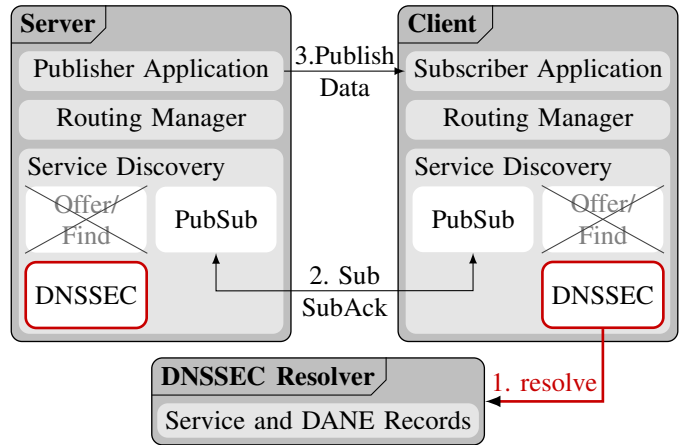 Server
Publisher Application
Routing Manager
Service Discovery
Offer/
Find
PubSub
DNSSEC
3.Publish
Data
2. Sub
SubAck
Client
Subscriber Application
Routing Manager
Service Discovery
PubSub
Offer/
Find
DNSSEC
1. resolve
DNSSEC Resolver
Service and DANE Records